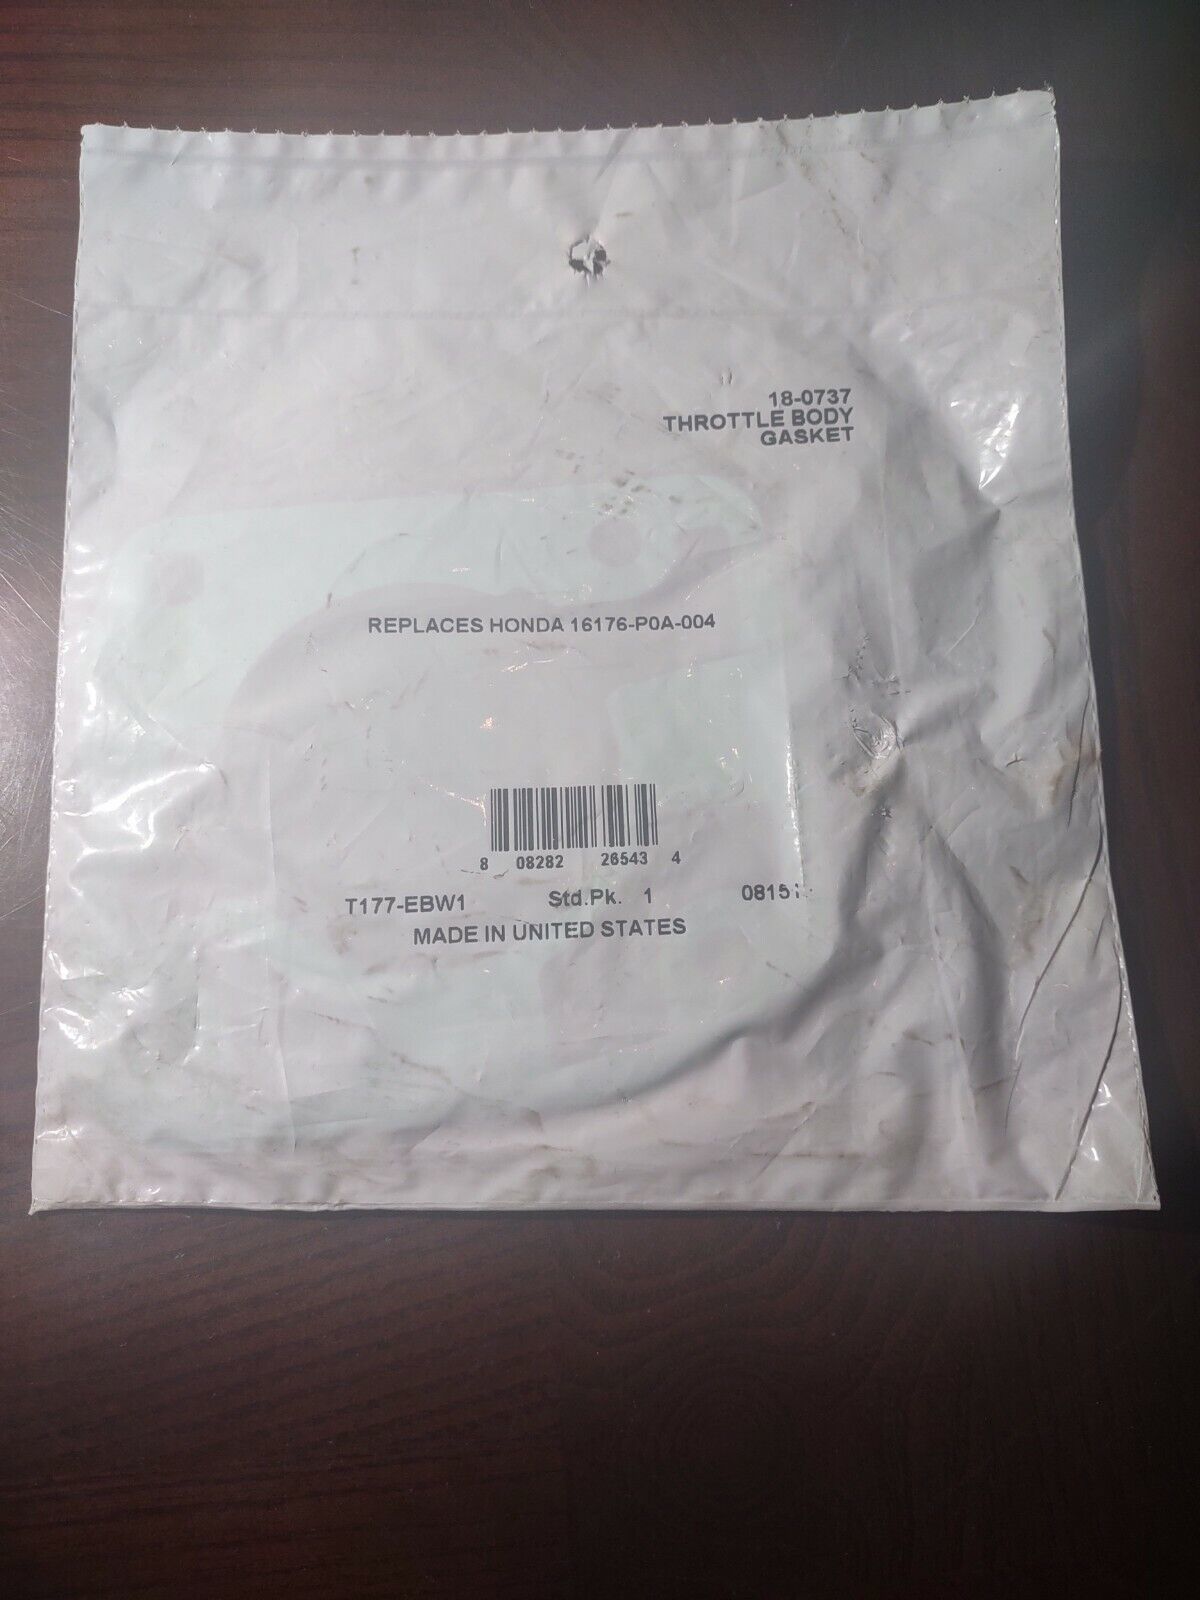 18-0737
THROTTLE BODY
GASKET
REPLACES HONDA 16176-P0A-004
8 08282 26543 4
T177-EBW1 Std.Pk. 1
MADE IN UNITED STATES